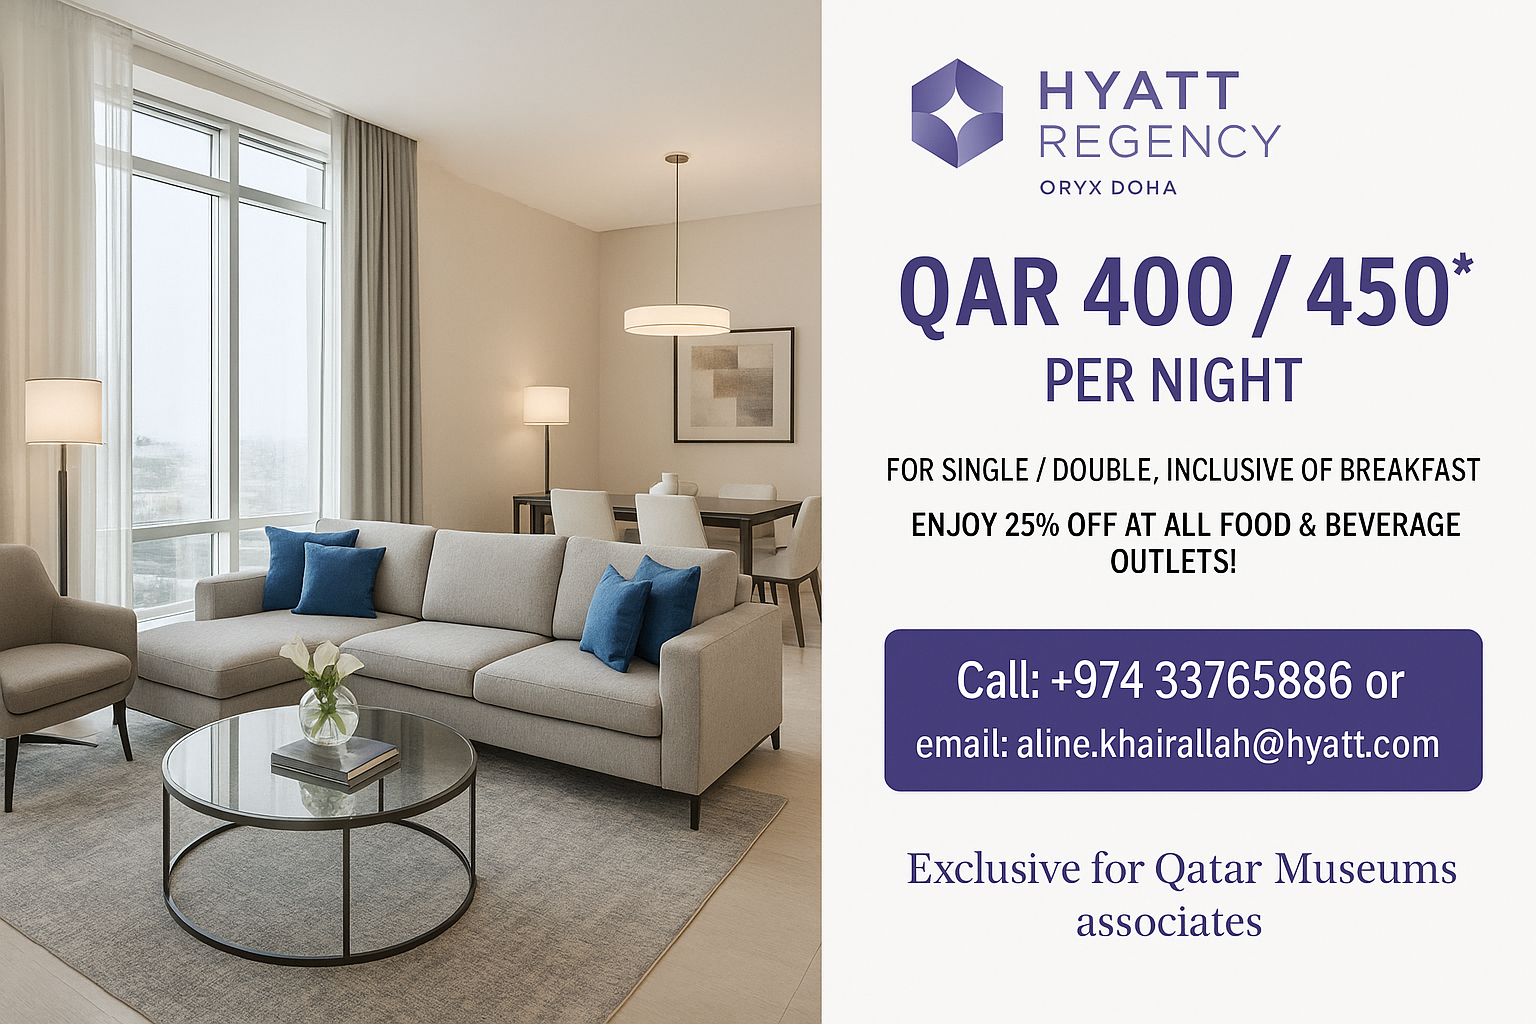 HYATT
REGENCY
ORYX DOHA
QAR 400 / 450*
PER NIGHT
FOR SINGLE / DOUBLE, INCLUSIVE OF BREAKFAST
ENJOY 25% OFF AT ALL FOOD & BEVERAGE
OUTLETS!
Call: +974 33765886 or
email: aline.khairallah@hyatt.com
Exclusive for Qatar Museums
associates